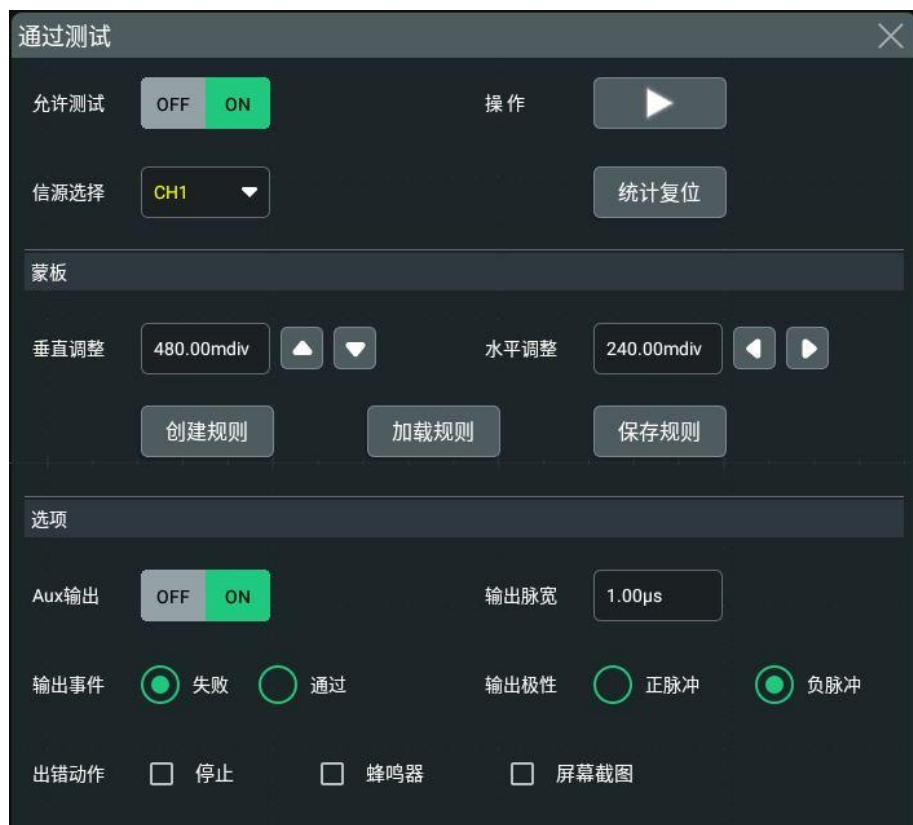 通过测试
允许测试 OFF ON 操作
信源选择 CH1 统计复位
蒙板
垂直调整 480.00mdiv 水平调整 240.00mdiv
创建规则 加载规则 保存规则
选项
Aux输出 OFF ON 输出脉宽 1.00μs
输出事件 失败 通过 输出极性 正脉冲 负脉冲
出错动作 停止 蜂鸣器 屏幕截图